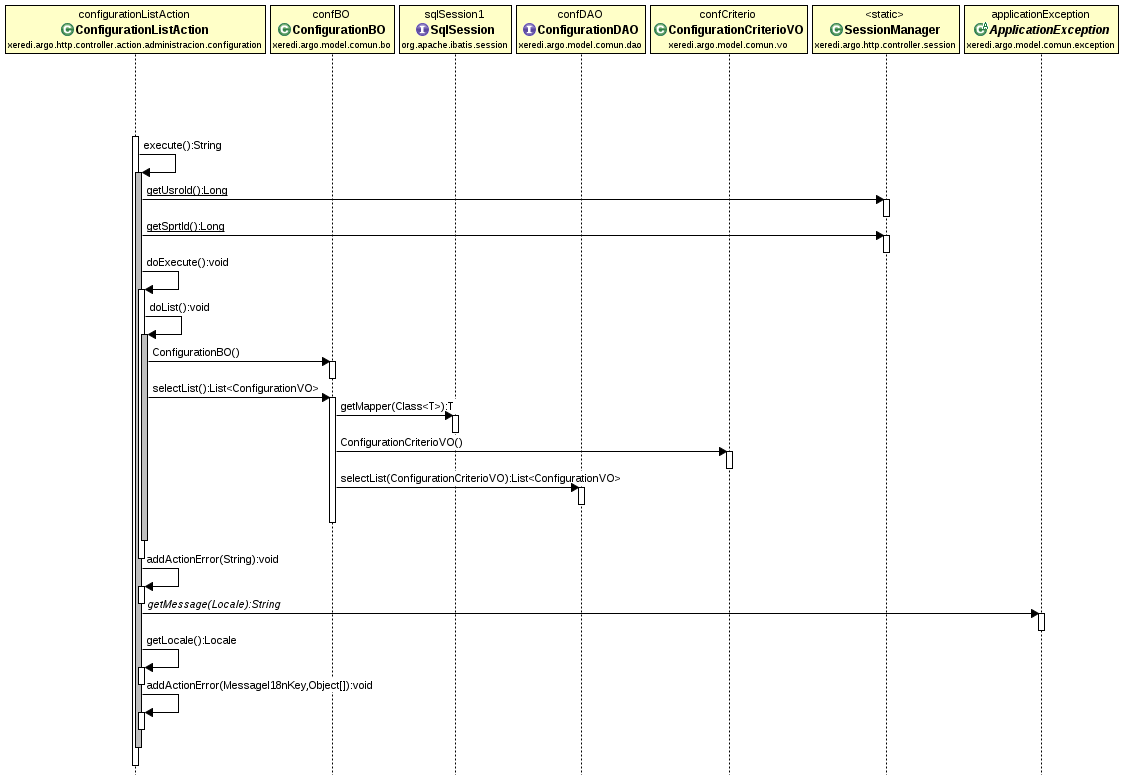 configurationListAction
C ConfigurationListAction
xeredi.argo.http.controller.action.administracion.configuration
confBO
C ConfigurationBO
xeredi.argo.model.comun.bo
sqlSession1
I SqlSession
org.apache.ibatis.session
confDAO
I ConfigurationDAO
xeredi.argo.model.comun.dao
confCriterio
C ConfigurationCriterioVO
xeredi.argo.model.comun.vo
<static>
C SessionManager
xeredi.argo.http.controller.session
applicationException
C A ApplicationException
xeredi.argo.model.comun.exception
execute():String
getUsroId():Long
getSprtId():Long
doExecute():void
doList():void
ConfigurationBO()
selectList():List<ConfigurationVO>
getMapper(Class<T>):T
ConfigurationCriterioVO()
selectList(ConfigurationCriterioVO):List<ConfigurationVO>
addActionError(String):void
getMessage(Locale):String
getLocale():Locale
addActionError(MessageI18nKey,Object[]):void